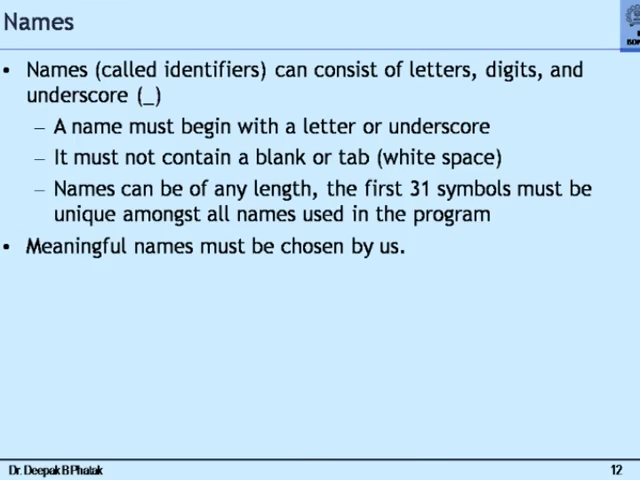 Names
• Names (called identifiers) can consist of letters, digits, and
underscore (_)
– A name must begin with a letter or underscore
– It must not contain a blank or tab (white space)
– Names can be of any length, the first 31 symbols must be
unique amongst all names used in the program
• Meaningful names must be chosen by us.
Dr. Deepak B Phatak
12